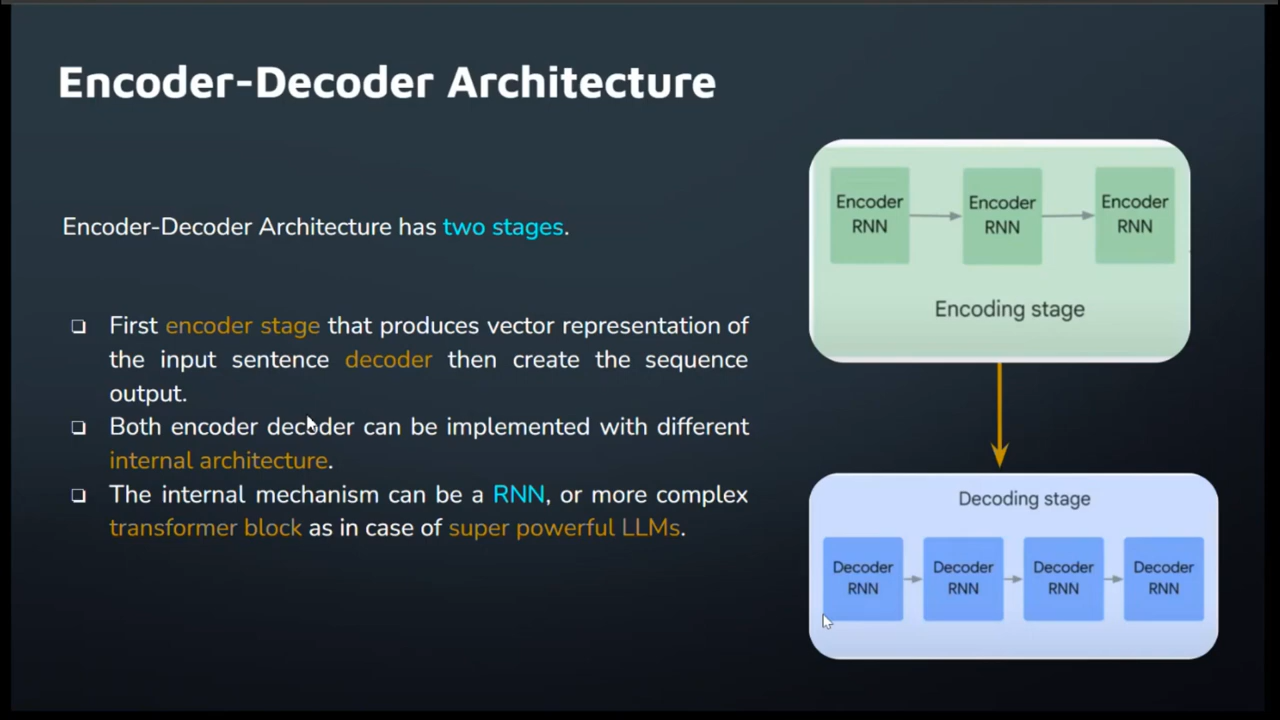 Encoder-Decoder Architecture
Encoder-Decoder Architecture has two stages.
❑ First encoder stage that produces vector representation of
the input sentence decoder then create the sequence
output.
❑ Both encoder decoder can be implemented with different
internal architecture.
❑ The internal mechanism can be a RNN, or more complex
transformer block as in case of super powerful LLMs.
Encoder
RNN
Encoder
RNN
Encoder
RNN
Encoding stage
Decoding stage
Decoder
RNN
Decoder
RNN
Decoder
RNN
Decoder
RNN